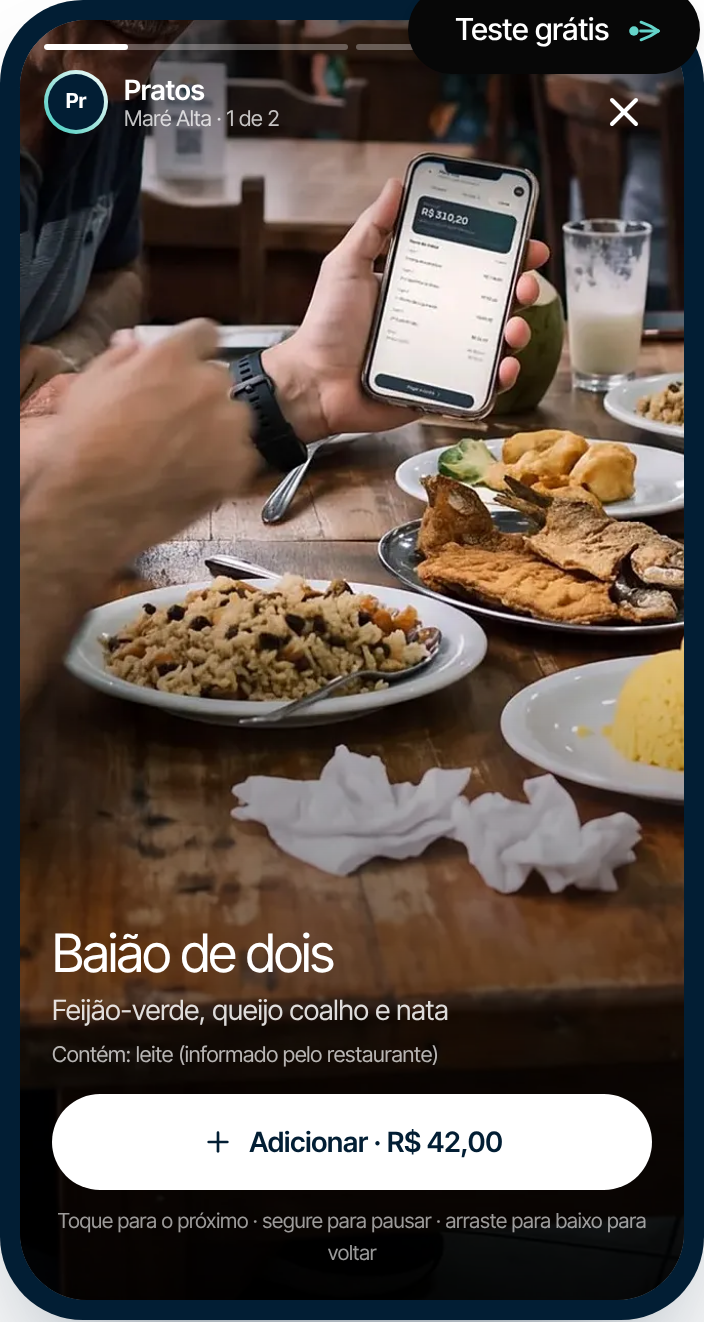 Teste grátis
Pr
Pratos
Maré Alta · 1 de 2
R$ 310,20
Baião de dois
Feijão-verde, queijo coalho e nata
Contém: leite (informado pelo restaurante)
+ Adicionar · R$ 42,00
Toque para o próximo · segure para pausar · arraste para baixo para
voltar